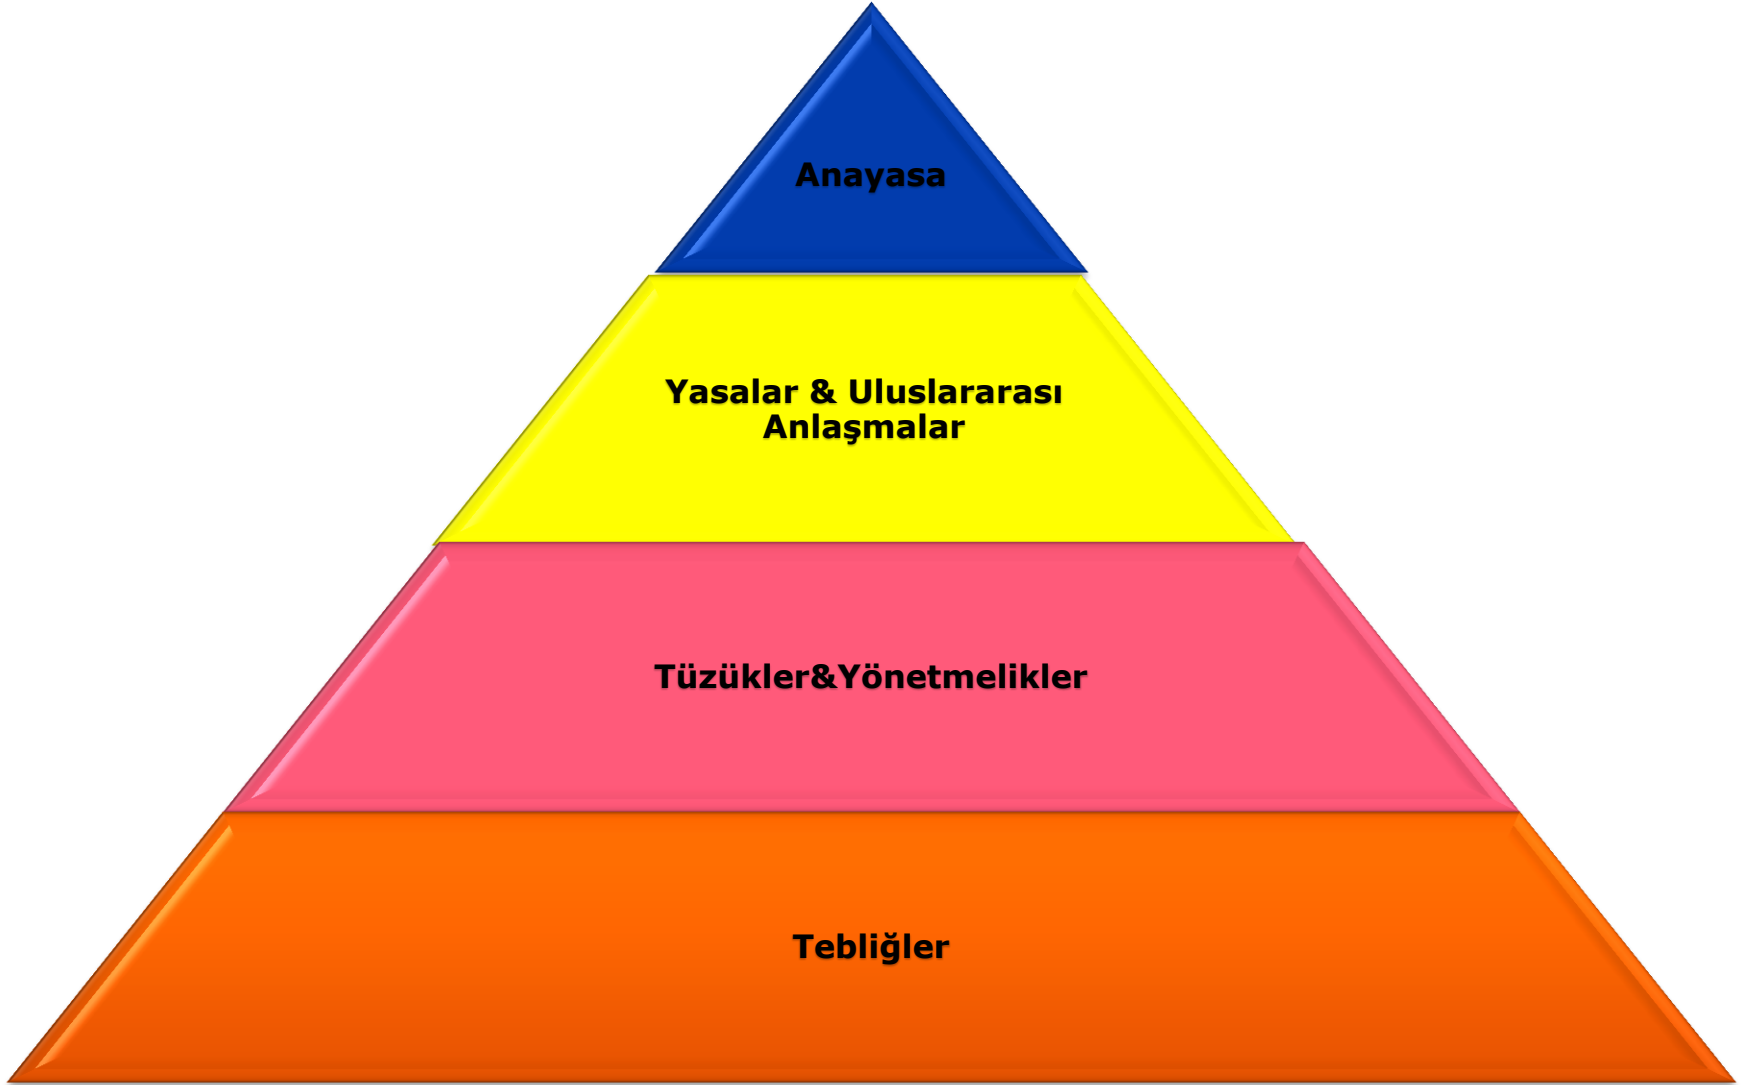 Anayasa
Yasalar & Uluslararası
Anlaşmalar
Tüzükler&Yönetmelikler
Tebliğler